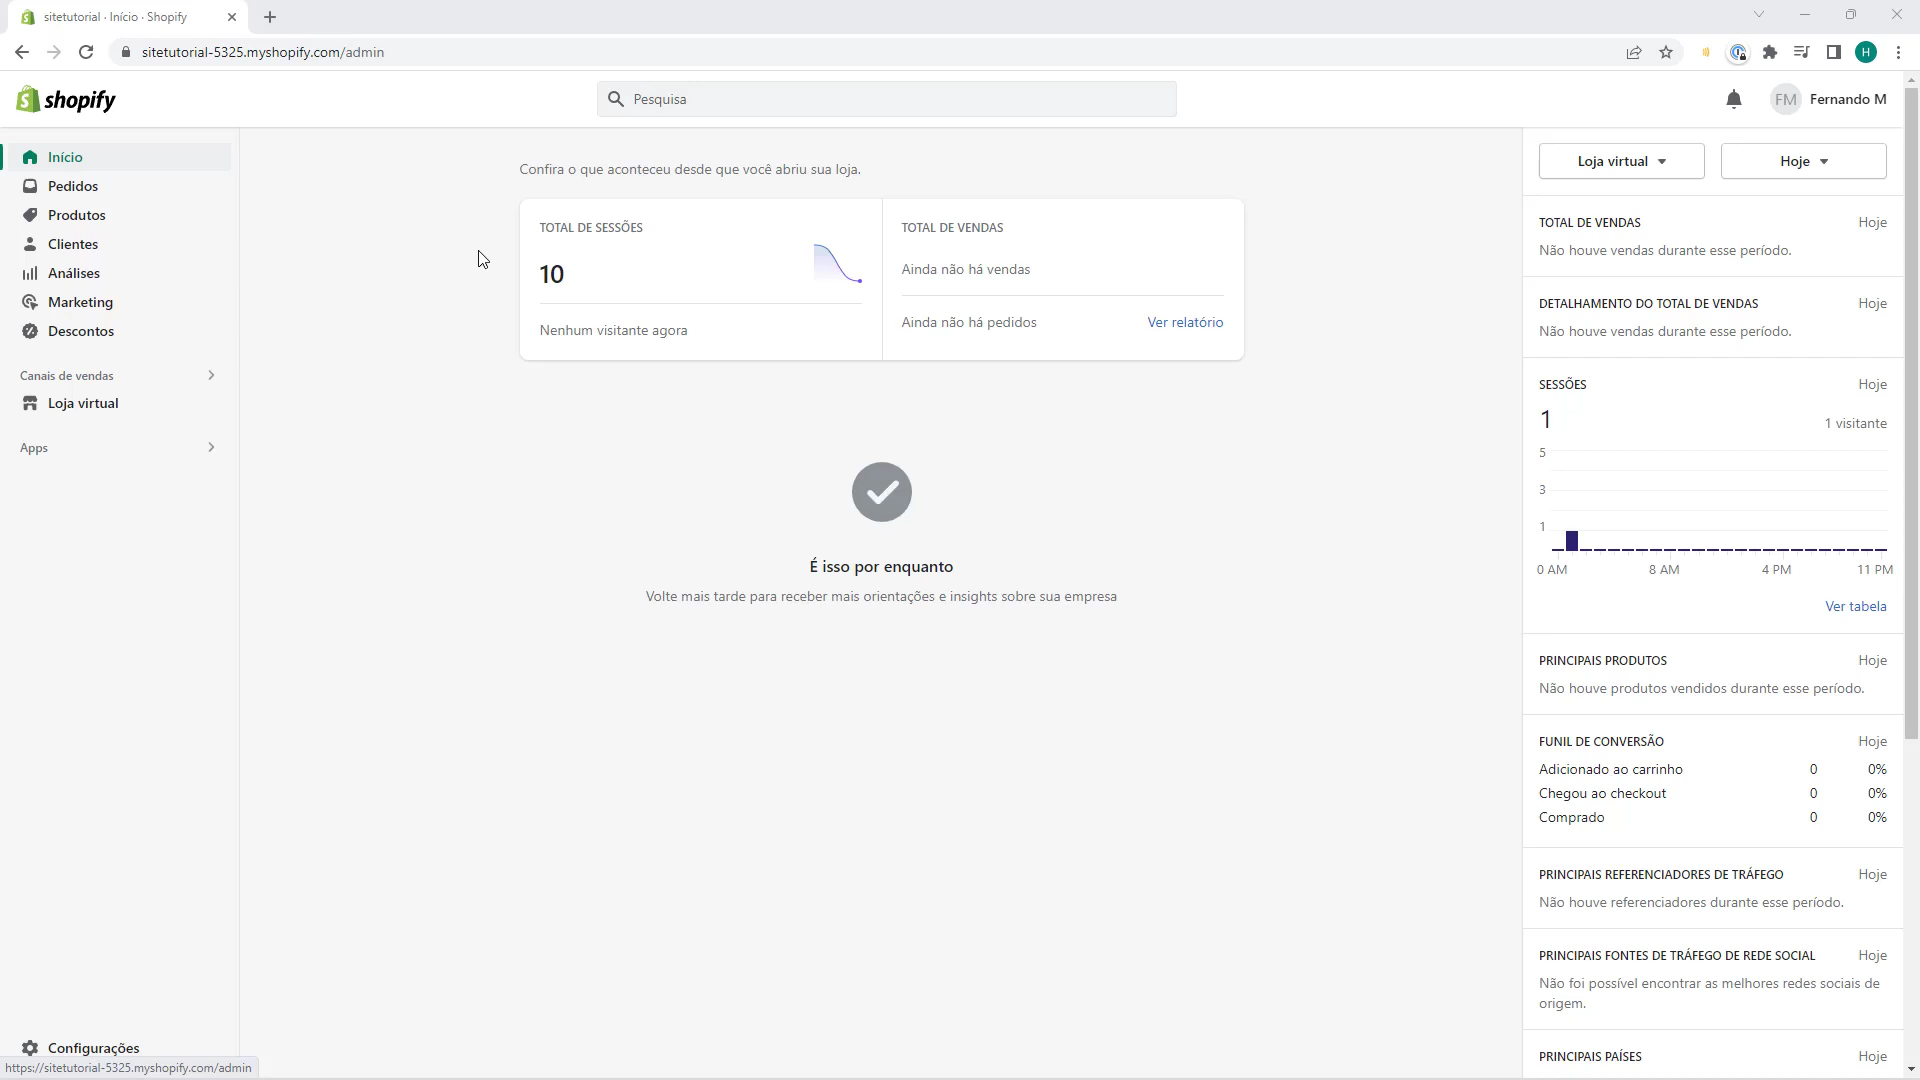 sitetutorial · Início · Shopify
sitetutorial-5325.myshopify.com/admin
H
shopify
Pesquisa
FM Fernando M
Início
Pedidos
Produtos
Clientes
Análises
Marketing
Descontos
Canais de vendas
Loja virtual
Apps
Configurações
https://sitetutorial-5325.myshopify.com/admin
Confira o que aconteceu desde que você abriu sua loja.
TOTAL DE SESSÕES
10
Nenhum visitante agora
TOTAL DE VENDAS
Ainda não há vendas
Ainda não há pedidos Ver relatório
É isso por enquanto
Volte mais tarde para receber mais orientações e insights sobre sua empresa
Loja virtual Hoje
TOTAL DE VENDAS Hoje
Não houve vendas durante esse período.
DETALHAMENTO DO TOTAL DE VENDAS Hoje
Não houve vendas durante esse período.
SESSÕES Hoje
1 1 visitante
5
3
1
0 AM 8 AM 4 PM 11 PM
Ver tabela
PRINCIPAIS PRODUTOS Hoje
Não houve produtos vendidos durante esse período.
FUNIL DE CONVERSÃO Hoje
Adicionado ao carrinho 0 0%
Chegou ao checkout 0 0%
Comprado 0 0%
PRINCIPAIS REFERENCIADORES DE TRÁFEGO Hoje
Não houve referenciadores durante esse período.
PRINCIPAIS FONTES DE TRÁFEGO DE REDE SOCIAL Hoje
Não foi possível encontrar as melhores redes sociais de
origem.
PRINCIPAIS PAÍSES Hoje